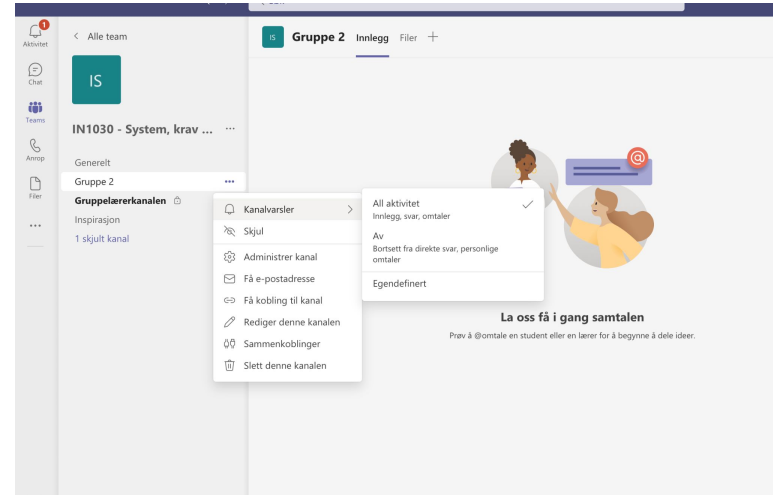 1
Aktivitet
Chat
Teams
Anrop
Filer
Alle team
IS
IN1030 - System, krav ...
Generelt
Gruppe 2
Gruppelærerkanalen
Inspirasjon
1 skjult kanal
IS
Gruppe 2 Innlegg Filer
Kanalvarsler
Skjul
Administrer kanal
Få e-postadresse
Få kobling til kanal
Rediger denne kanalen
Sammenkoblinger
Slett denne kanalen
All aktivitet
Innlegg, svar, omtaler
Av
Bortsett fra direkte svar, personlige
omtaler
Egendefinert
@
La oss få i gang samtalen
Prøv å @omtale en student eller en lærer for å begynne å dele ideer.